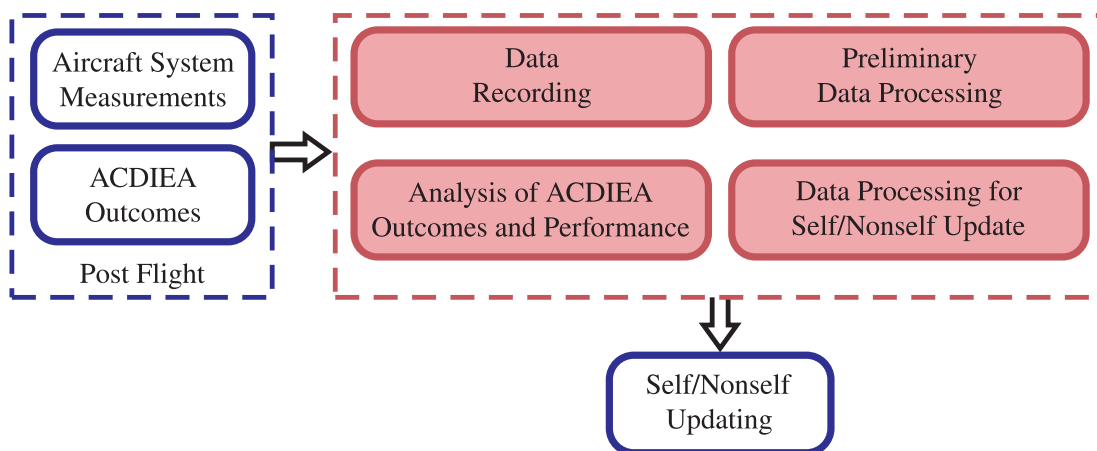 Aircraft System
Measurements
ACDIEA
Outcomes
Post Flight
Data
Recording
Preliminary
Data Processing
Analysis of ACDIEA
Outcomes and Performance
Data Processing for
Self/Nonself Update
Self/Nonself
Updating